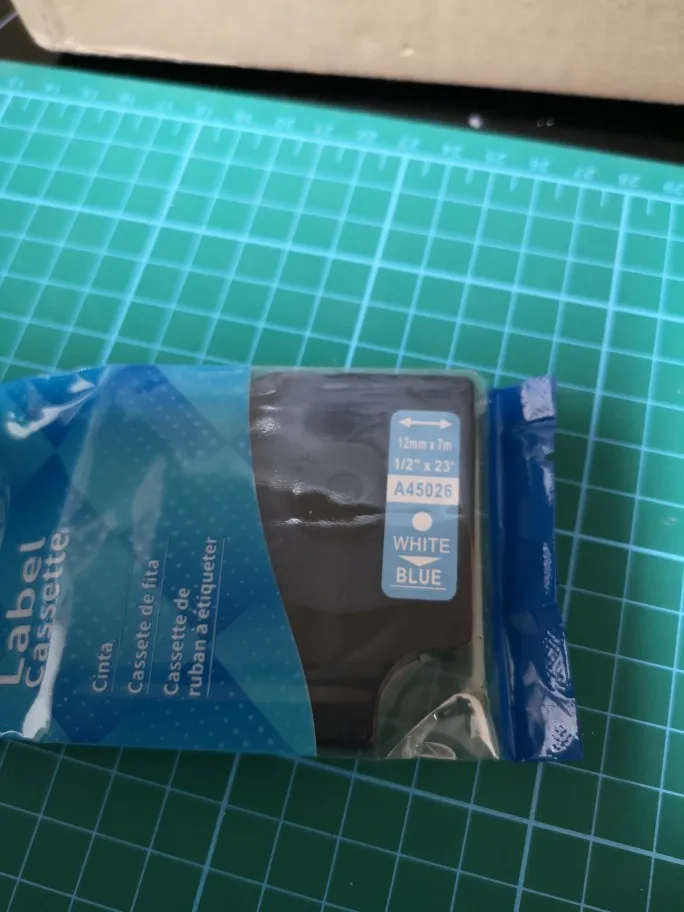 12mm x 7m
1/2" x 23'
A45026
WHITE
BLUE
Label
Cassette
Cinta
Cassete de fita
Cassette de
ruban à étiqueter